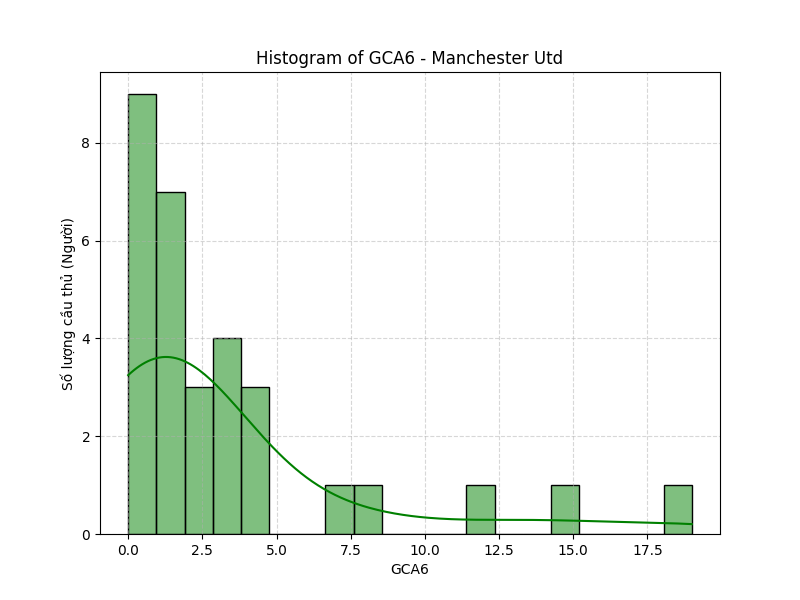 Histogram of GCA6 - Manchester Utd
Số lượng cầu thủ (Người)
8
6
4
2
0
0.0 2.5 5.0 7.5 10.0 12.5 15.0 17.5
GCA6